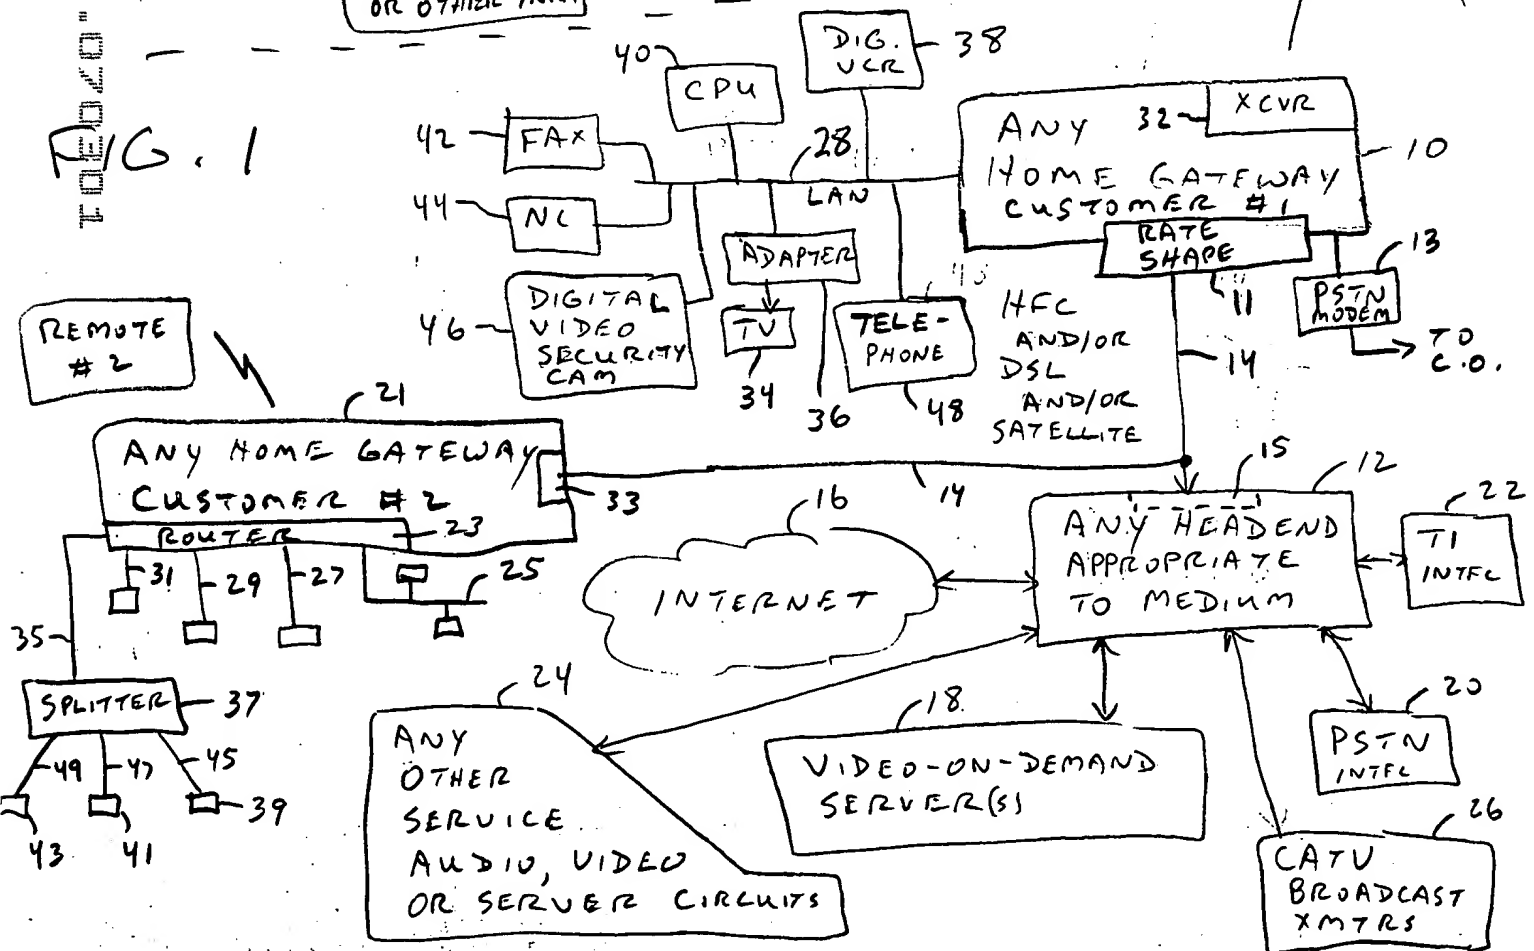 OR OTHER
FIG. 1
40
CPU
DIG.
VCR
38
42
FAX
28
LAN
44
NC
XCVR
32
ANY
HOME GATEWAY
CUSTOMER #1
10
RATE
SHAPE
11
13
PSTN
MODEM
TO
C.O.
ADAPTER
TV
34
36
46
DIGITAL
VIDEO
SECURITY
CAM
TELE-
PHONE
48
HFC
AND/OR
DSL
AND/OR
SATELLITE
14
REMOTE
#2
21
ANY HOME GATEWAY
CUSTOMER #2
33
ROUTER
23
14
31
29
27
25
35
SPLITTER
37
49
47
45
43
41
39
16
INTERNET
15
12
ANY HEADEND
APPROPRIATE
TO MEDIUM
22
T1
INTFC
24
ANY
OTHER
SERVICE
AUDIO, VIDEO
OR SERVER CIRCUITS
18
VIDEO-ON-DEMAND
SERVER(S)
20
PSTN
INTFC
26
CATV
BROADCAST
XMTRS